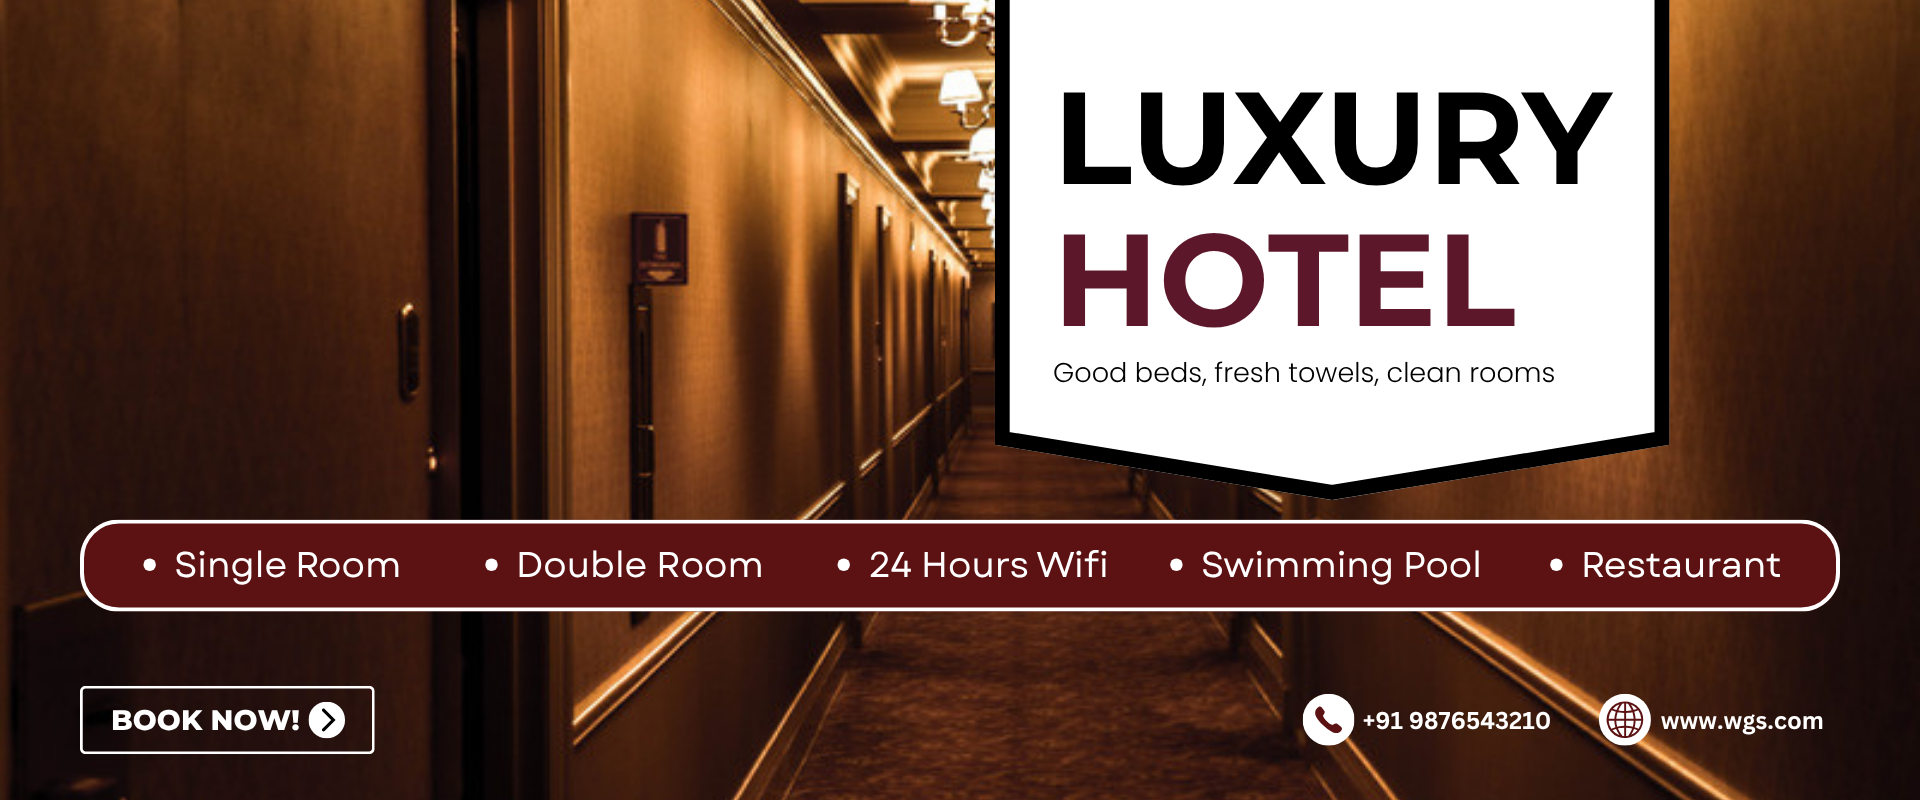 LUXURY
HOTEL
Good beds, fresh towels, clean rooms
• Single Room • Double Room • 24 Hours Wifi • Swimming Pool • Restaurant
BOOK NOW!
+91 9876543210
www.wgs.com